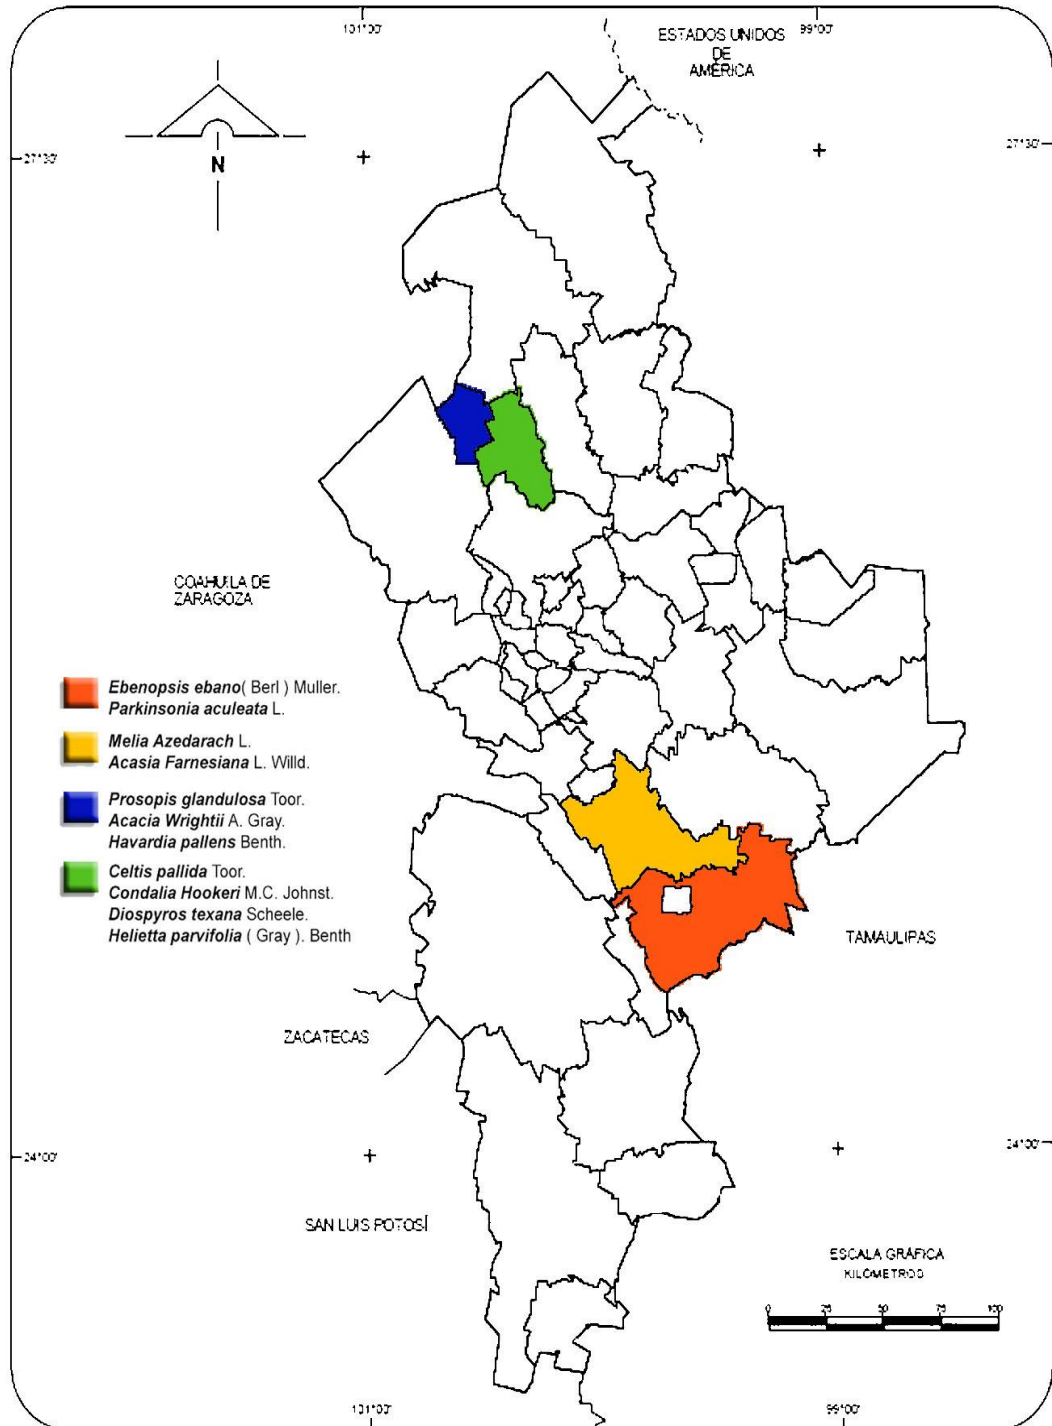 101°00'
ESTADOS UNIDOS
DE
AMÉRICA
99°00'
27°30'
27°30'
N
COAHUILA DE
ZARAGOZA
Ebenopsis ebano( Berl ) Muller.
Parkinsonia aculeata L.
Melia Azedarach L.
Acasia Farnesiana L. Willd.
Prosopis glandulosa Toor.
Acacia Wrightii A. Gray.
Havardia pallens Benth.
Celtis pallida Toor.
Condalia Hookeri M.C. Johnst.
Diospyros texana Scheele.
Helietta parvifolia ( Gray ). Benth
TAMAULIPAS
ZACATECAS
24°00'
24°00'
SAN LUIS POTOSÍ
ESCALA GRÁFICA
KILOMETROS
0 25 50 75 100
101°00'
99°00'